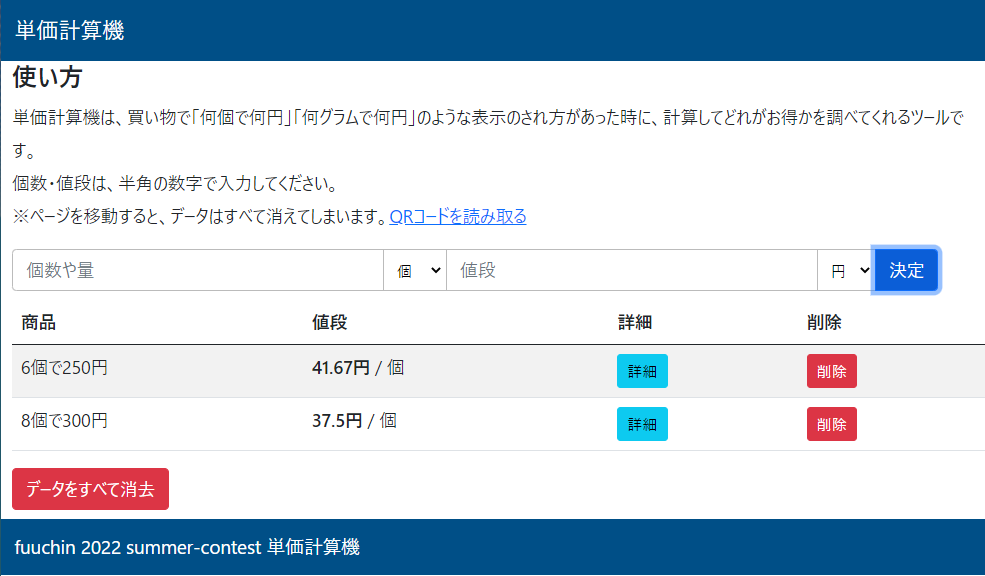 単価計算機
使い方
単価計算機は、買い物で「何個で何円」「何グラムで何円」のような表示のされ方があった時に、計算してどれがお得かを調べてくれるツールで
す。
個数・値段は、半角の数字で入力してください。
※ページを移動すると、データはすべて消えてしまいます。QRコードを読み取る
個数や量 個 値段 円 決定
商品 値段 詳細 削除
6個で250円 41.67円 / 個 詳細 削除
8個で300円 37.5円 / 個 詳細 削除
データをすべて消去
fuuchin 2022 summer-contest 単価計算機